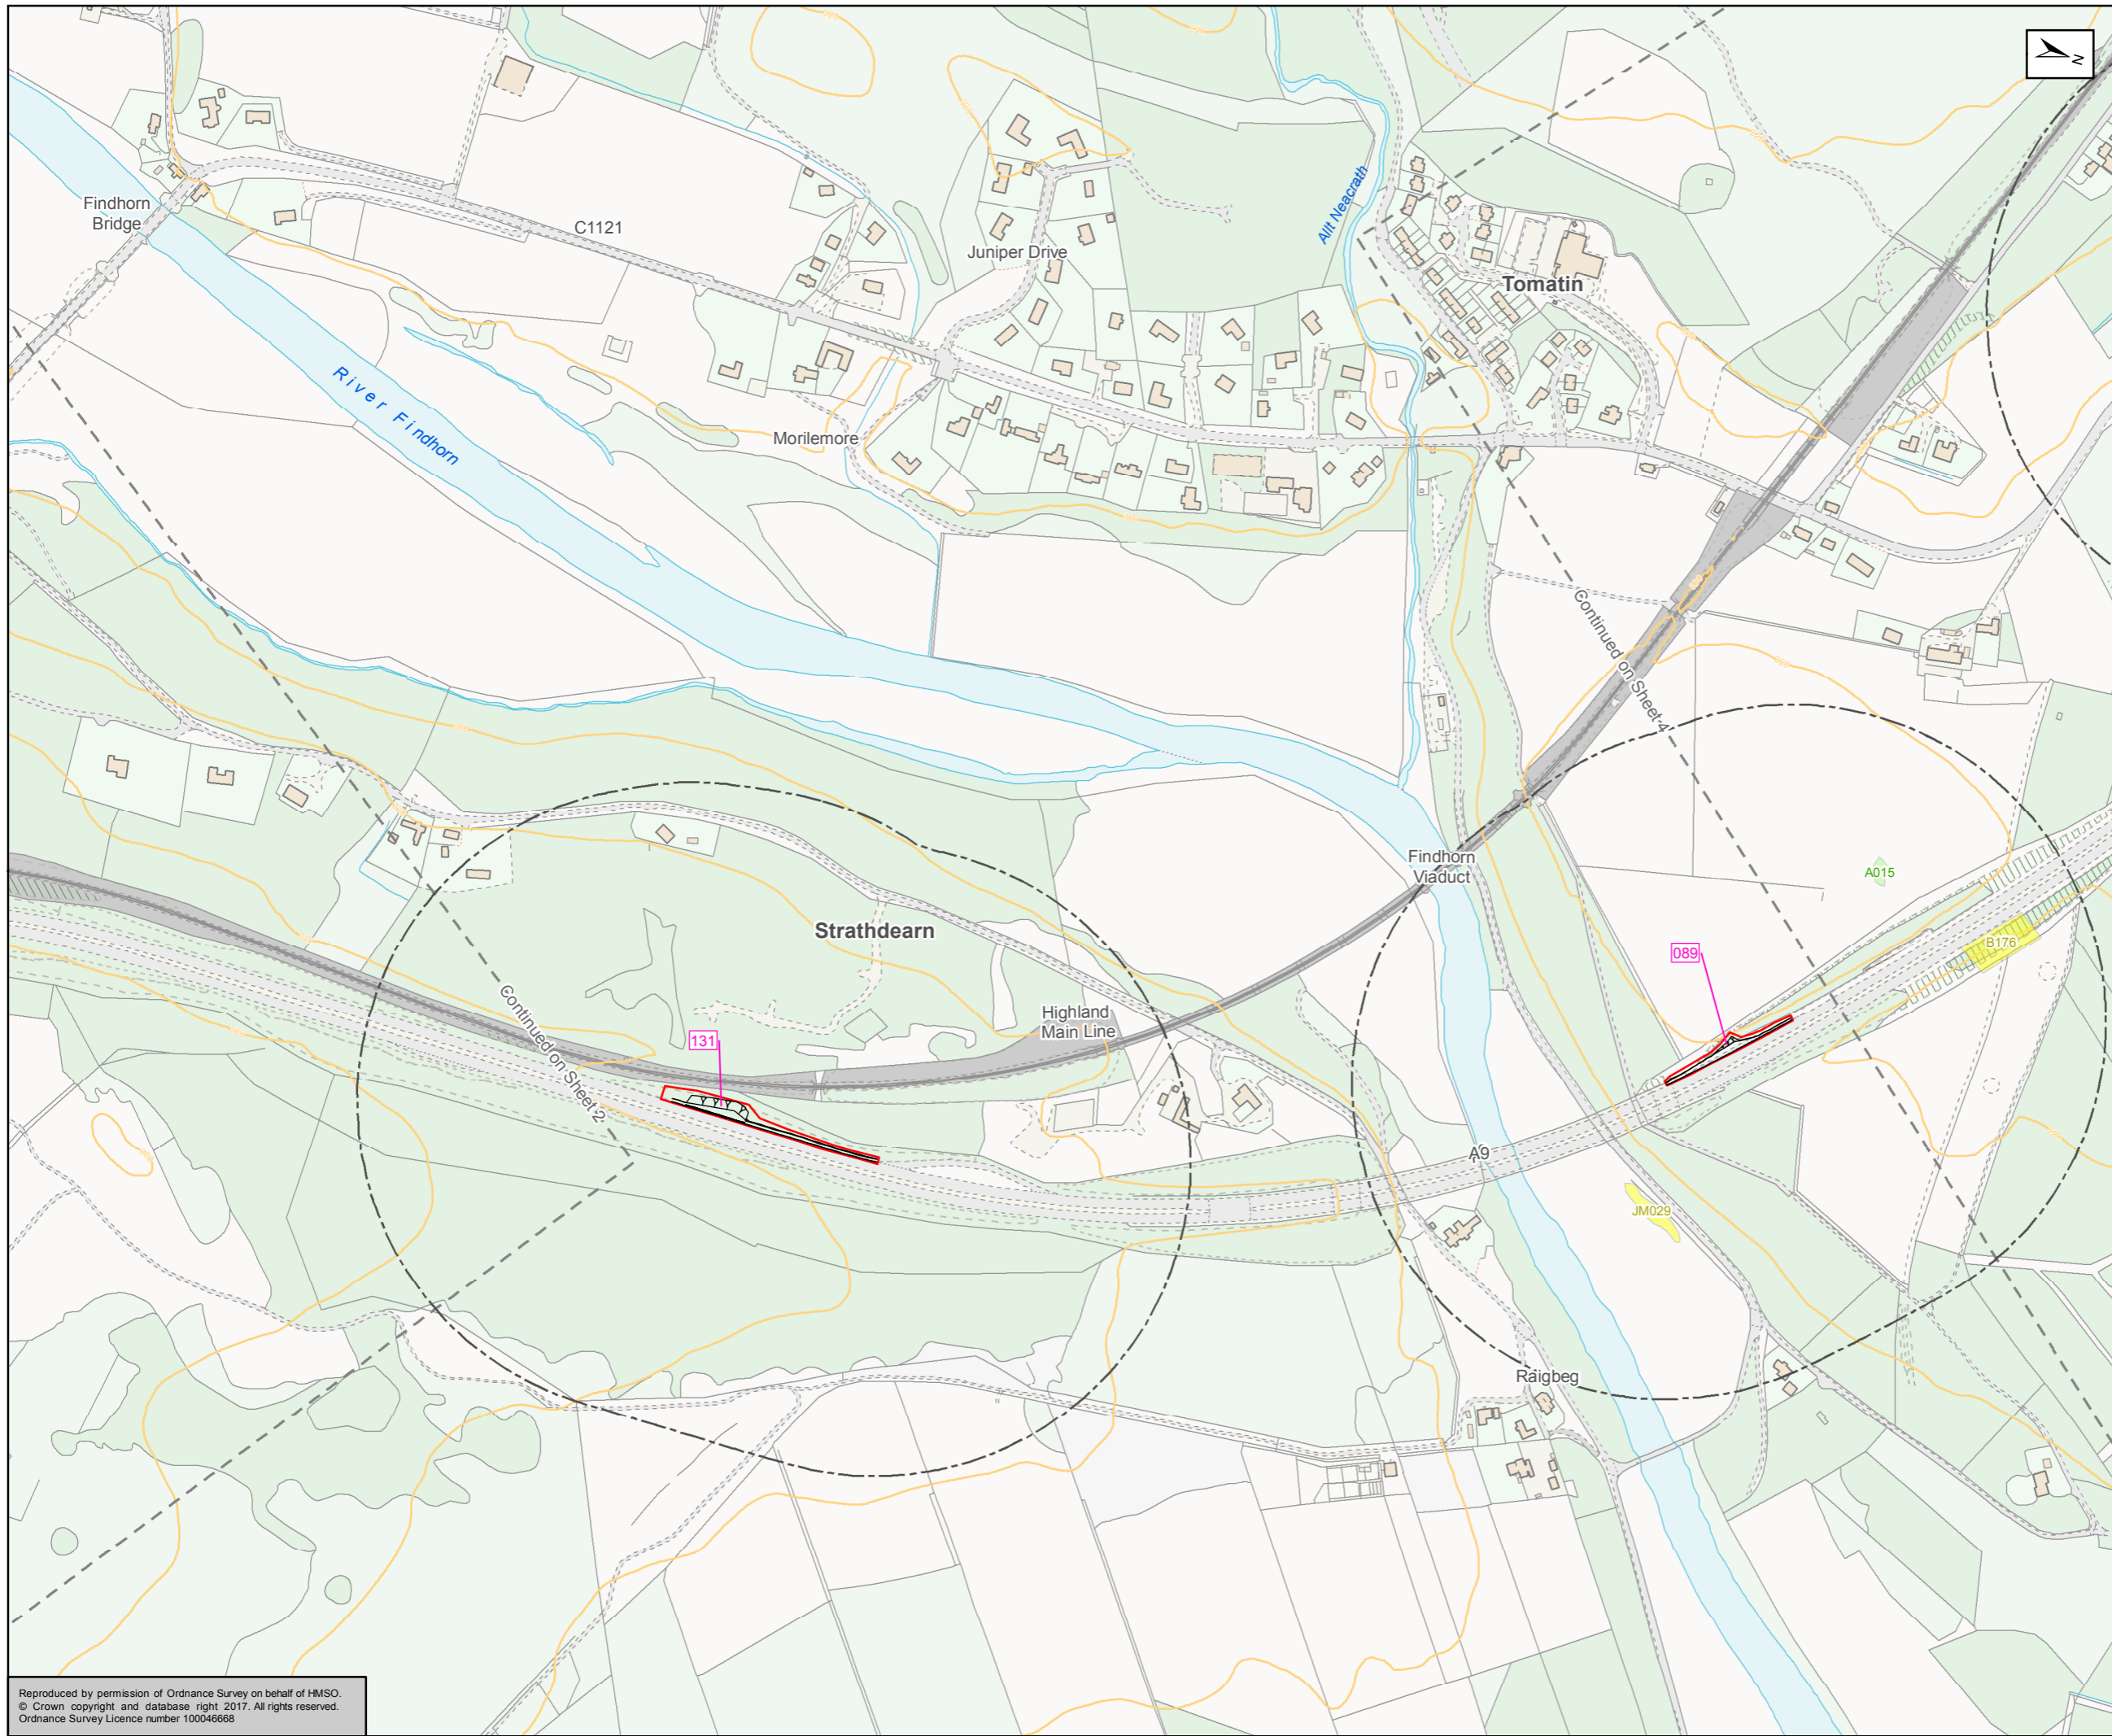 N
Findhorn
Bridge
C1121
Juniper Drive
Allt Neacrath
Tomatin
River Findhorn
Morilemore
Continued on Sheet 4
Findhorn
Viaduct
A015
Strathdearn
B176
089
Highland
Main Line
Continued on Sheet 2
131
A9
JM029
Raigbeg
Reproduced by permission of Ordnance Survey on behalf of HMSO.
© Crown copyright and database right 2017. All rights reserved.
Ordnance Survey Licence number 100046668